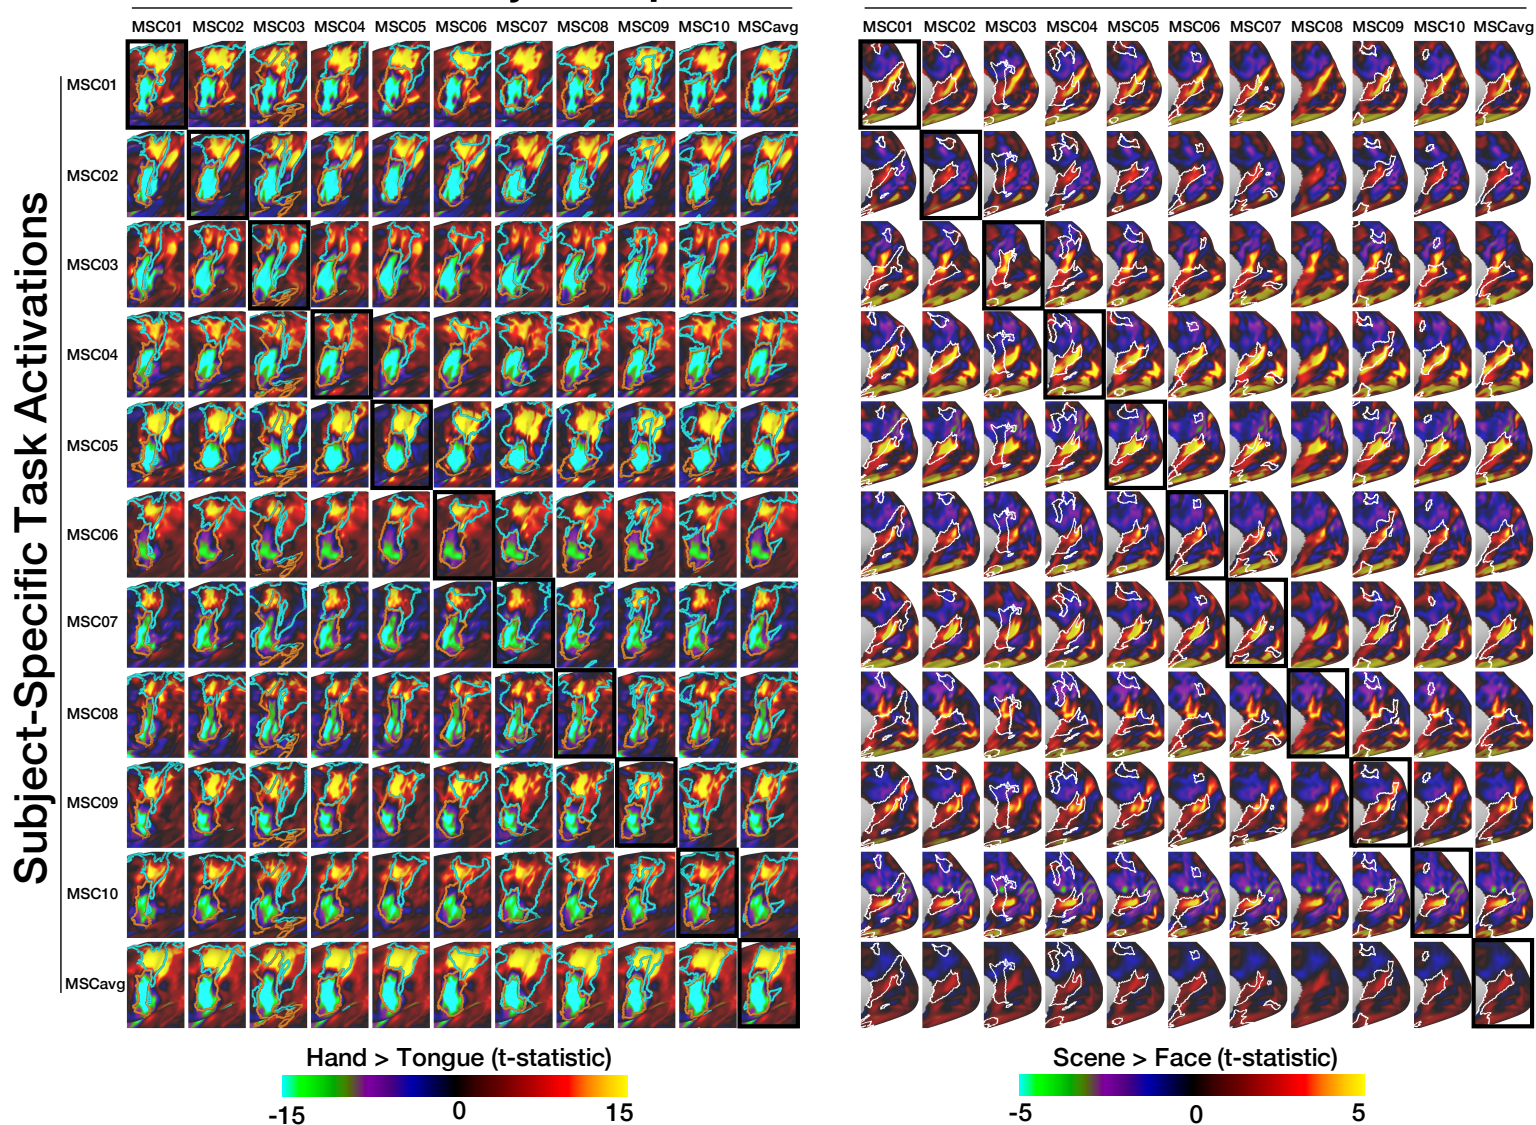 MSC01 MSC02 MSC03 MSC04 MSC05 MSC06 MSC07 MSC08 MSC09 MSC10 MSCavg
MSC01 MSC02 MSC03 MSC04 MSC05 MSC06 MSC07 MSC08 MSC09 MSC10 MSCavg
Subject-Specific Task Activations
MSC01
MSC02
MSC03
MSC04
MSC05
MSC06
MSC07
MSC08
MSC09
MSC10
MSCavg
Hand > Tongue (t-statistic)
-15 0 15
Scene > Face (t-statistic)
-5 0 5